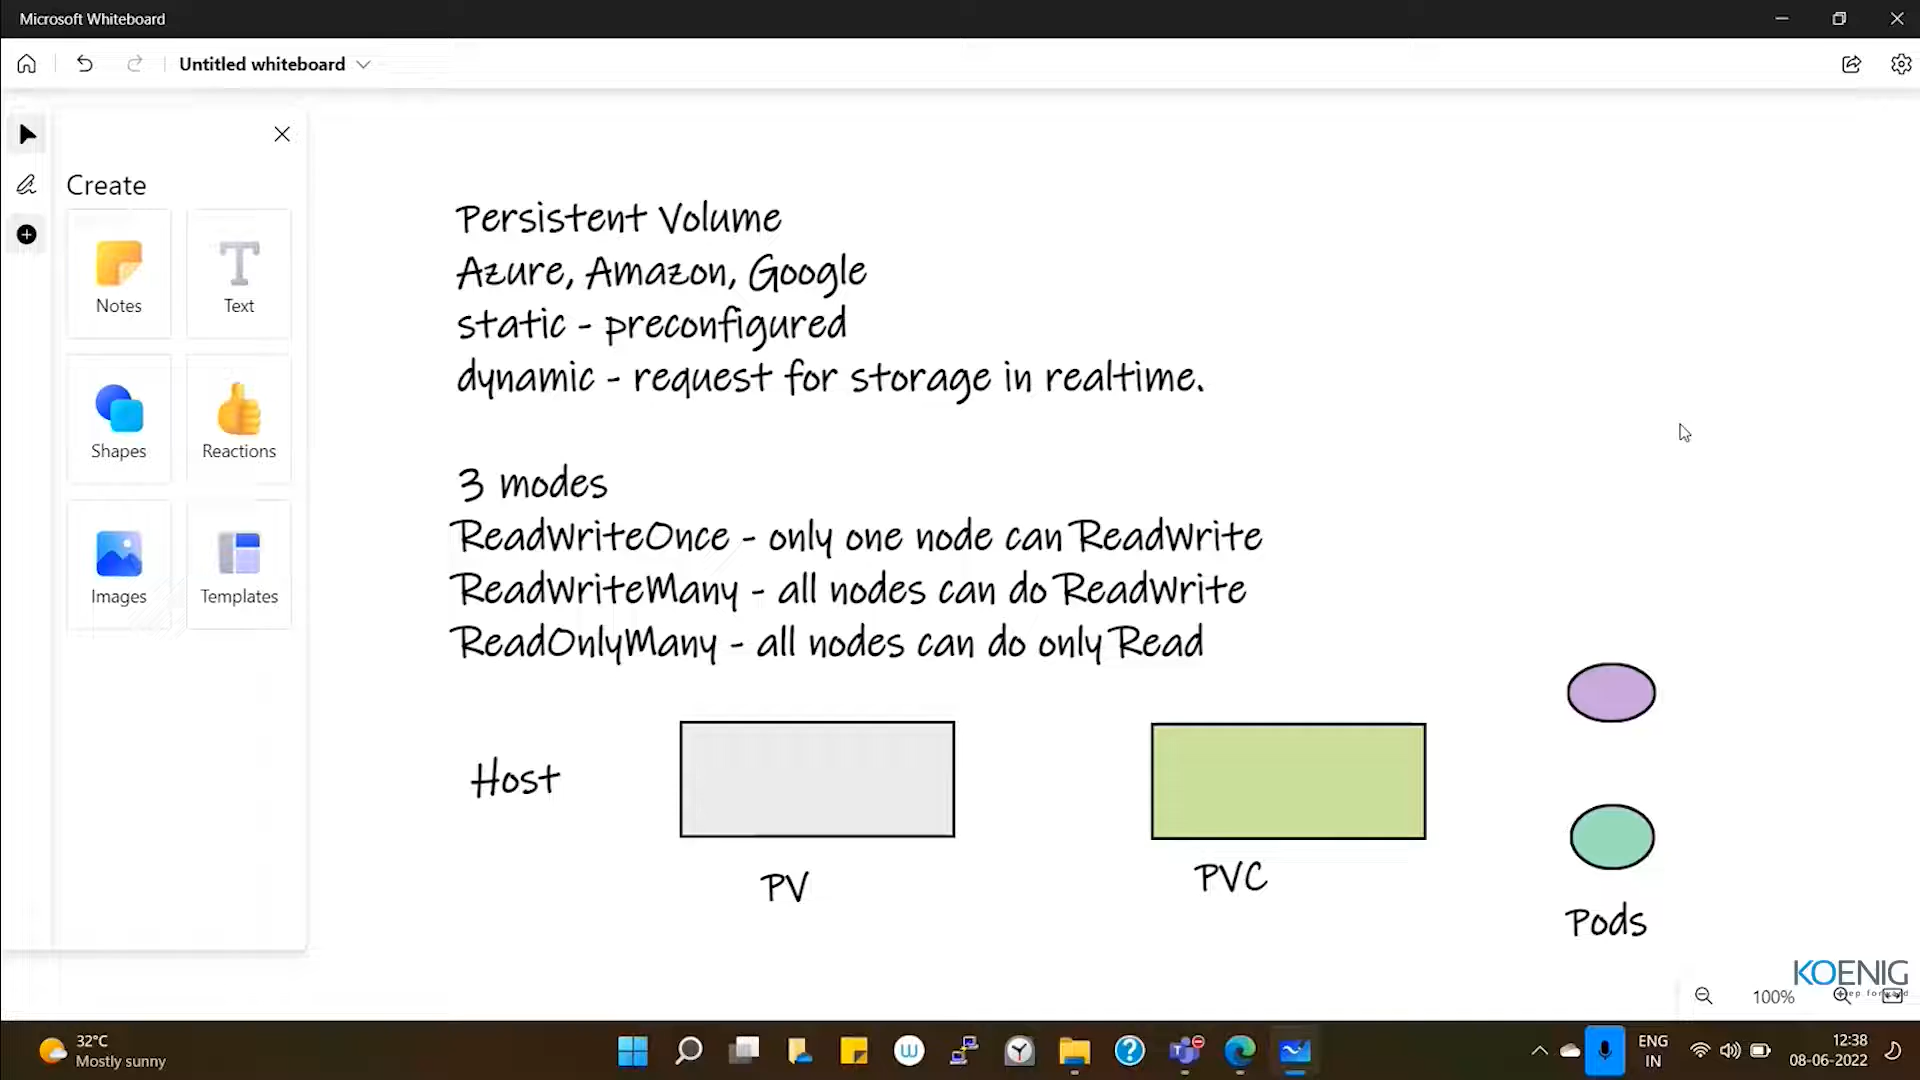 Microsoft Whiteboard
Untitled whiteboard
Create
Notes
Text
Shapes
Reactions
Images
Templates
Persistent Volume
Azure, Amazon, Google
static - preconfigured
dynamic - request for storage in realtime.
3 modes
ReadWriteOnce - only one node can ReadWrite
ReadWriteMany - all nodes can do ReadWrite
ReadOnlyMany - all nodes can do only Read
Host
PV
PVC
Pods
KOENIG
100%
32°C
Mostly sunny
ENG
IN
12:38
08-06-2022